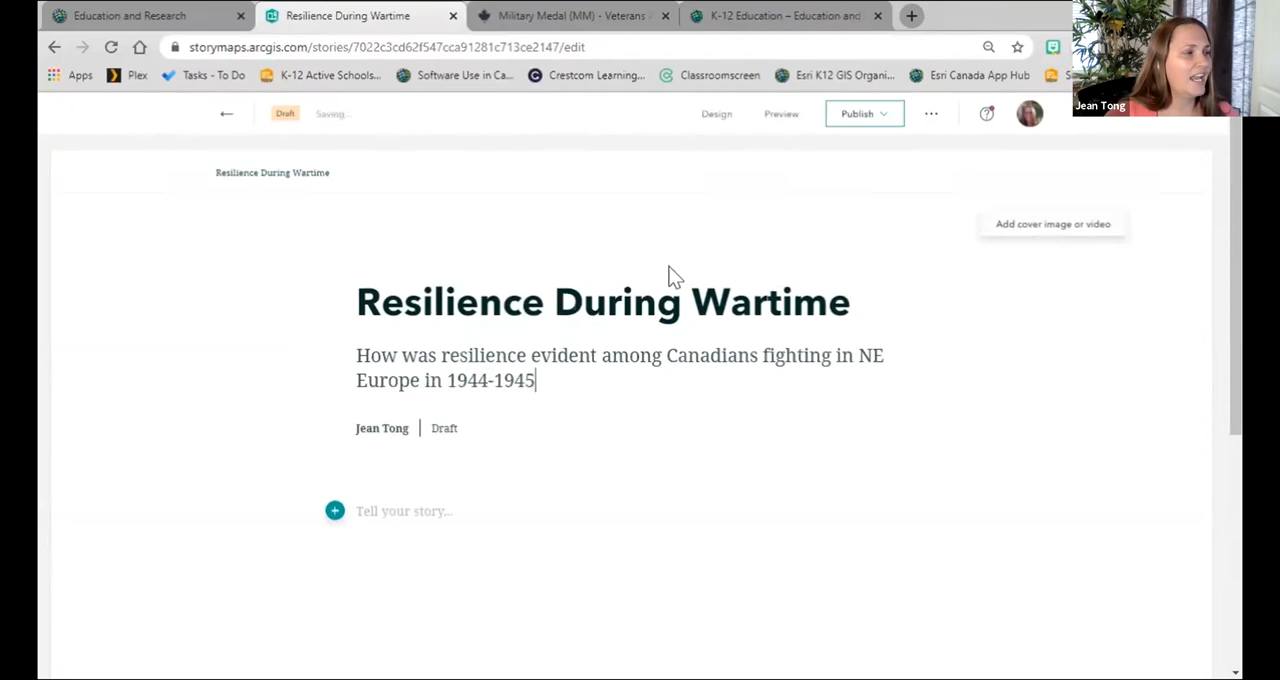 Education and Research
Resilience During Wartime
Military Medal (MM) - Veterans
K-12 Education – Education and
storymaps.arcgis.com/stories/7022c3cd62f547cca91281c713ce2147/edit
Apps
Plex
Tasks - To Do
K-12 Active Schools...
Software Use in Ca...
Crestcom Learning...
Classroomscreen
Esri K12 GIS Organi...
Esri Canada App Hub
Jean Tong
Draft
Saving...
Design
Preview
Publish
Resilience During Wartime
Add cover image or video
Resilience During Wartime
How was resilience evident among Canadians fighting in NE
Europe in 1944-1945
Jean Tong
Draft
Tell your story...